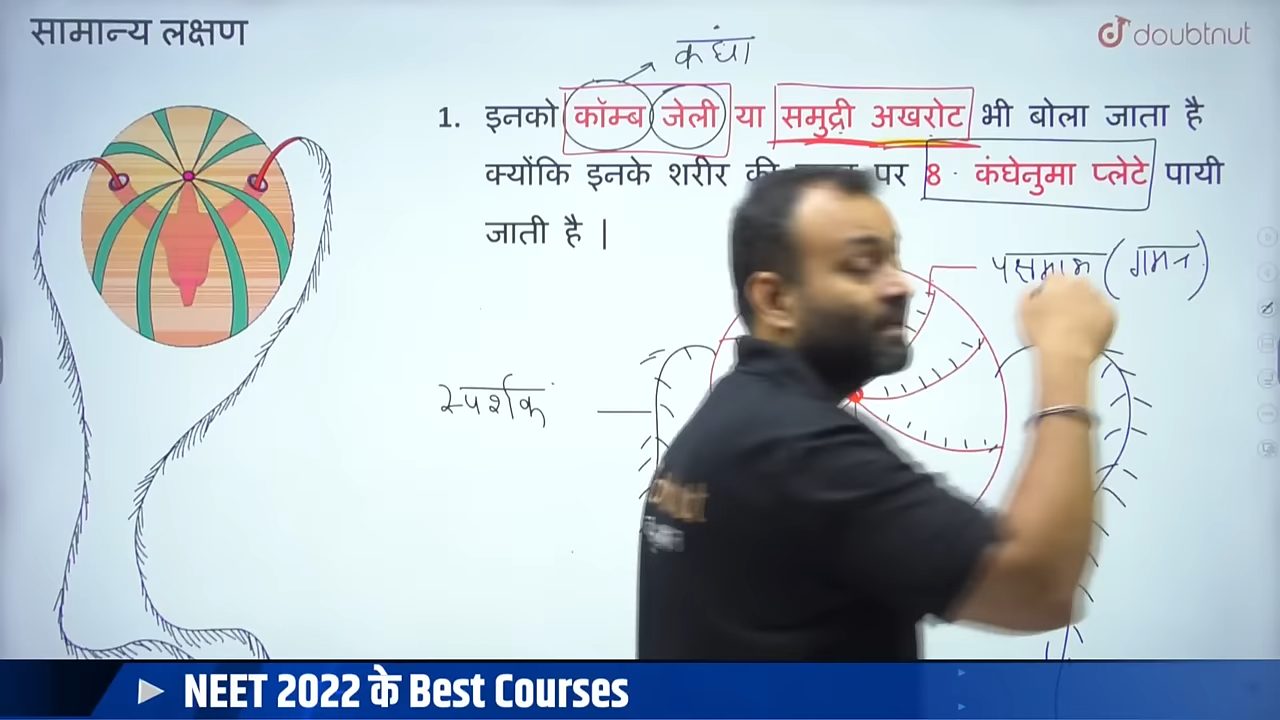 सामान्य लक्षण
doubtnut
कंघा
1. इनको कॉम्ब जेली या समुद्री अखरोट भी बोला जाता है
क्योंकि इनके शरीर की पर 8 कंघेनुमा प्लेटे पायी
जाती है |
(गमन)
स्पर्शक
NEET 2022 के Best Courses